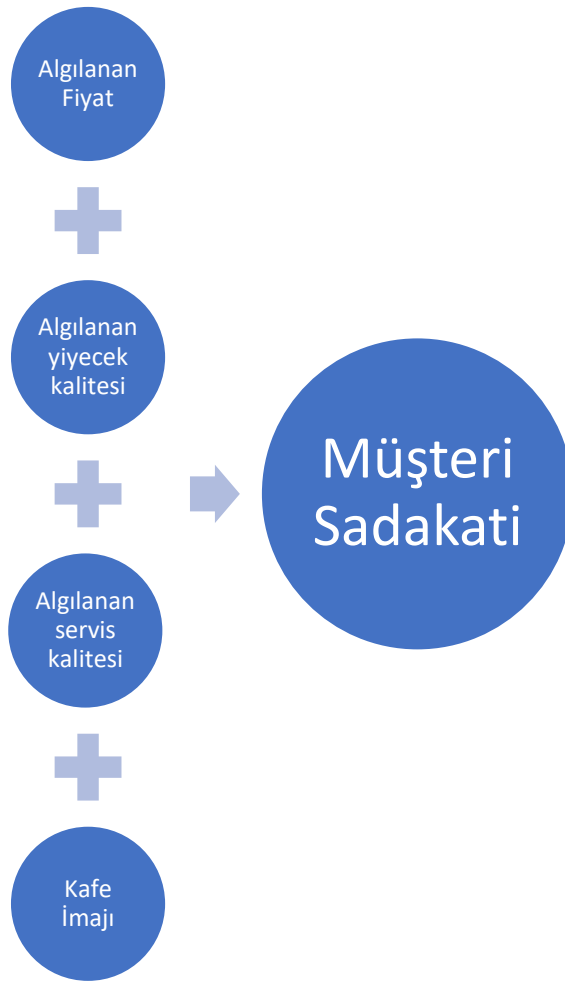 Algılanan
Fiyat
Algılanan
yiyecek
kalitesi
Algılanan
servis
kalitesi
Kafe
İmajı
Müşteri
Sadakati